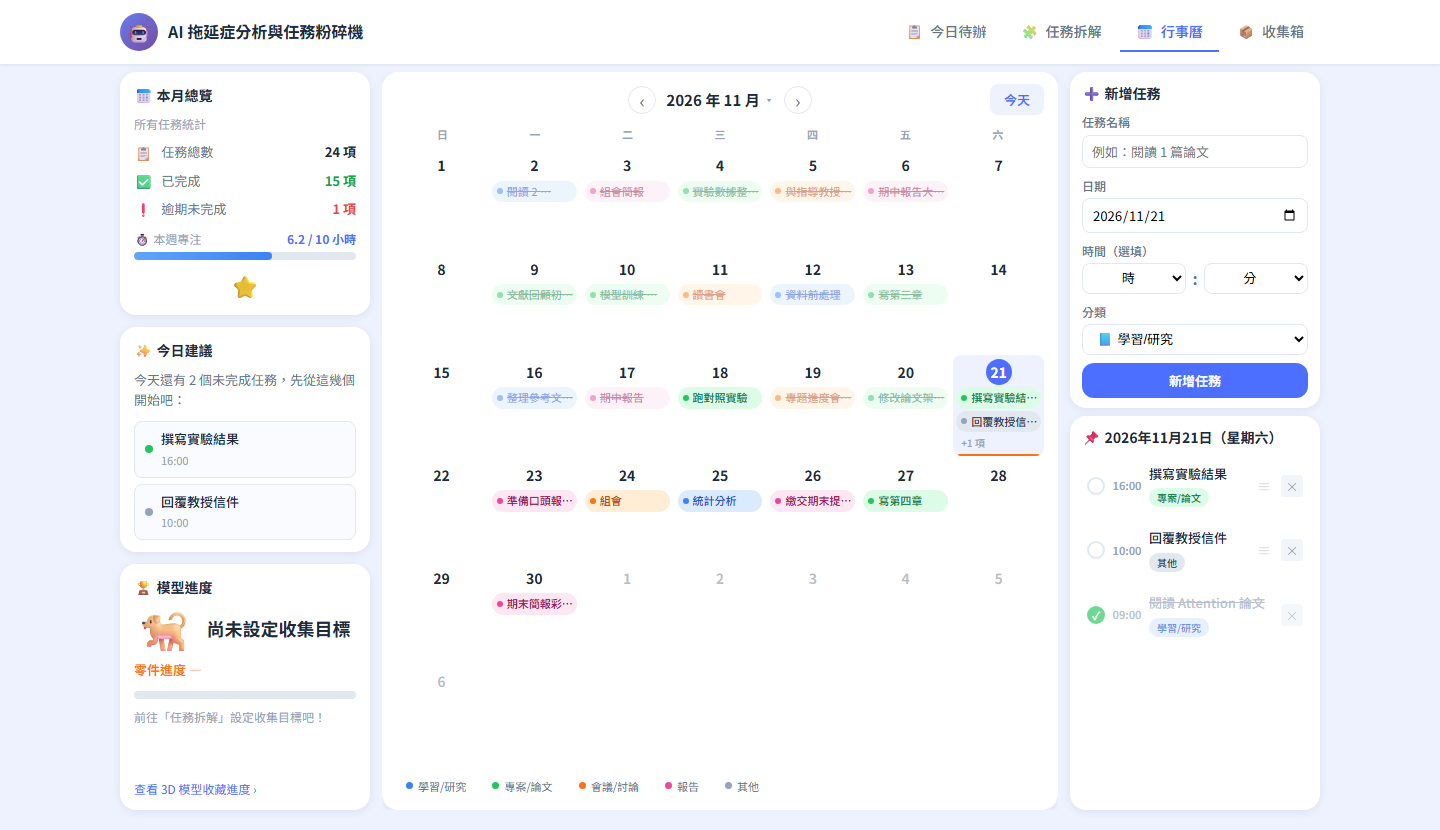 AI 拖延症分析與任務粉碎機
今日待辦
任務拆解
行事曆
收集箱
本月總覽
所有任務統計
任務總數 24 項
已完成 15 項
逾期未完成 1 項
本週專注 6.2 / 10 小時
今日建議
今天還有 2 個未完成任務，先從這幾個
開始吧：
撰寫實驗結果
16:00
回覆教授信件
10:00
模型進度
尚未設定收集目標
零件進度 —
前往「任務拆解」設定收集目標吧！
查看 3D 模型收藏進度 ›
‹ 2026 年 11 月 ›
今天
日 一 二 三 四 五 六
1 2 3 4 5 6 7
閱讀 2 … 組會簡報 實驗數據整… 與指導教授… 期中報告大…
8 9 10 11 12 13 14
文獻回顧初… 模型訓練 … 讀書會 資料前處理 寫第三章
15 16 17 18 19 20 21
整理參考文… 期中報告 跑對照實驗 專題進度會… 修改論文架… 撰寫實驗結…
回覆教授信…
+1 項
22 23 24 25 26 27 28
準備口頭報… 組會 統計分析 繳交期末提… 寫第四章
29 30 1 2 3 4 5
期末簡報彩…
6
學習/研究 專案/論文 會議/討論 報告 其他
新增任務
任務名稱
例如：閱讀 1 篇論文
日期
2026/11/21
時間（選填）
時 : 分
分類
學習/研究
新增任務
2026年11月21日（星期六）
16:00 撰寫實驗結果
專案/論文
10:00 回覆教授信件
其他
09:00 閱讀 Attention 論文
學習/研究